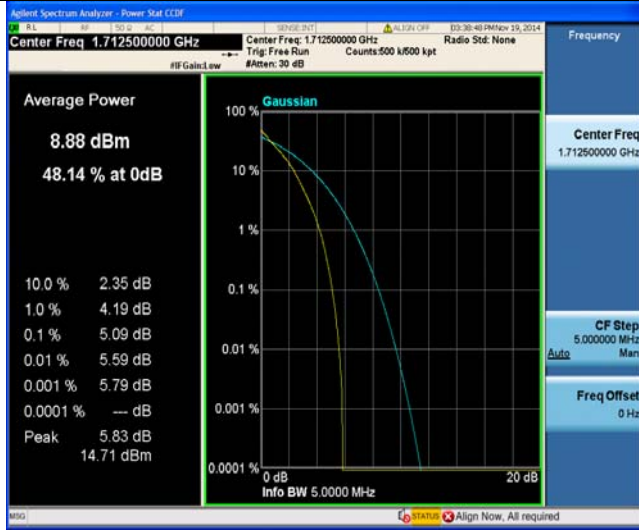 Agilent Spectrum Analyzer - Power Stat CCDF
RL RF 50 Ω AC SENSE:INT ALIGN OFF 03:38:48 PM Nov 19, 2014
Center Freq 1.712500000 GHz
Center Freq: 1.712500000 GHz Radio Std: None
Trig: Free Run Counts:500 k/500 kpt
#IFGain:Low #Atten: 30 dB
Frequency
Average Power
8.88 dBm
48.14 % at 0dB
10.0 % 2.35 dB
1.0 % 4.19 dB
0.1 % 5.09 dB
0.01 % 5.59 dB
0.001 % 5.79 dB
0.0001 % --- dB
Peak 5.83 dB
14.71 dBm
Gaussian
100 %
10 %
1 %
0.1 %
0.01 %
0.001 %
0.0001 %
0 dB 20 dB
Info BW 5.0000 MHz
Center Freq
1.712500000 GHz
CF Step
5.000000 MHz
Auto Man
Freq Offset
0 Hz
MSG STATUS Align Now, All required